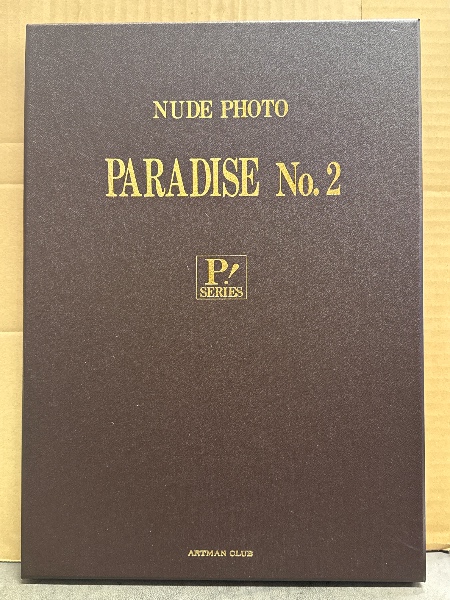 NUDE PHOTO
PARADISE No. 2
P!
SERIES
ARTMAN CLUB